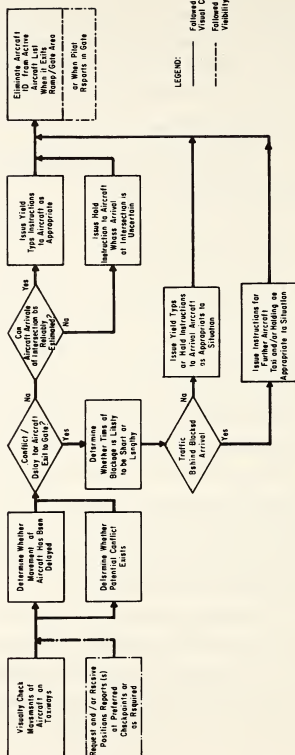 Visually Check
Movements of
Aircraft on
Taxiways
Request and / or Receive
Positions Reports (s)
at Preferred
Checkpoints or
as Required
Determine Whether
Movement of
Aircraft Has Been
Delayed
Determine Whether
Potential Conflict
Exists
Conflict /
Delay for Aircraft
Exit to Gate?
No
Yes
Determine
Whether Time of
Blockage is Likely
to be Short or
Lengthy
Can
Aircraft Arrivals
at Intersection be
Reliably
Estimated?
Yes
No
Issue Yield
Type Instructions
to Aircraft as
Appropriate
Issue Hold
Instruction to Aircraft
Whose Arrival
at Intersection is
Uncertain
Traffic
Behind Blocked
Arrival
No
Yes
Issue Yield Type
or Hold Instructions
to Arrival Aircraft
as Appropriate to
Situation
Issue Instructions for
Further Aircraft
Taxi and/or Holding as
Appropriate to Situation
Eliminate Aircraft
ID from Active
Aircraft List
When it Exits
Ramp/Gate Area
or When Pilot
Reports in Gate
LEGEND:
Followed
Visual C
Followed
Visibility